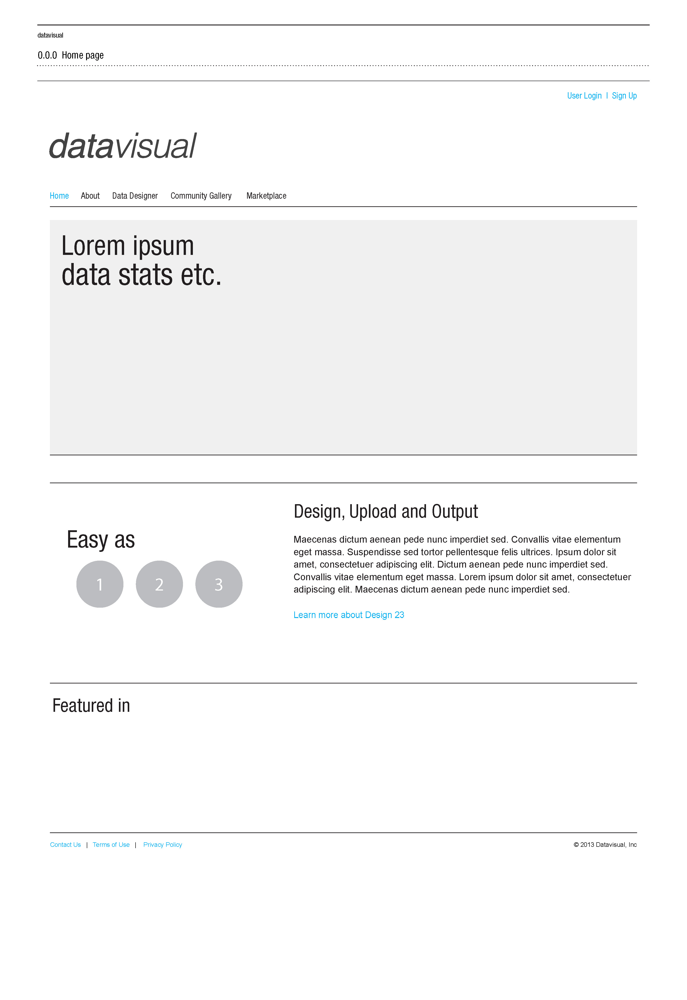 datavisual
0.0.0 Home page
User Login | Sign Up
datavisual
Home About Data Designer Community Gallery Marketplace
Lorem ipsum
data stats etc.
Easy as
1 2 3
Design, Upload and Output
Maecenas dictum aenean pede nunc imperdiet sed. Convallis vitae elementum
eget massa. Suspendisse sed tortor pellentesque felis ultrices. Ipsum dolor sit
amet, consectetuer adipiscing elit. Dictum aenean pede nunc imperdiet sed.
Convallis vitae elementum eget massa. Lorem ipsum dolor sit amet, consectetuer
adipiscing elit. Maecenas dictum aenean pede nunc imperdiet sed.
Learn more about Design 23
Featured in
Contact Us | Terms of Use | Privacy Policy © 2013 Datavisual, Inc